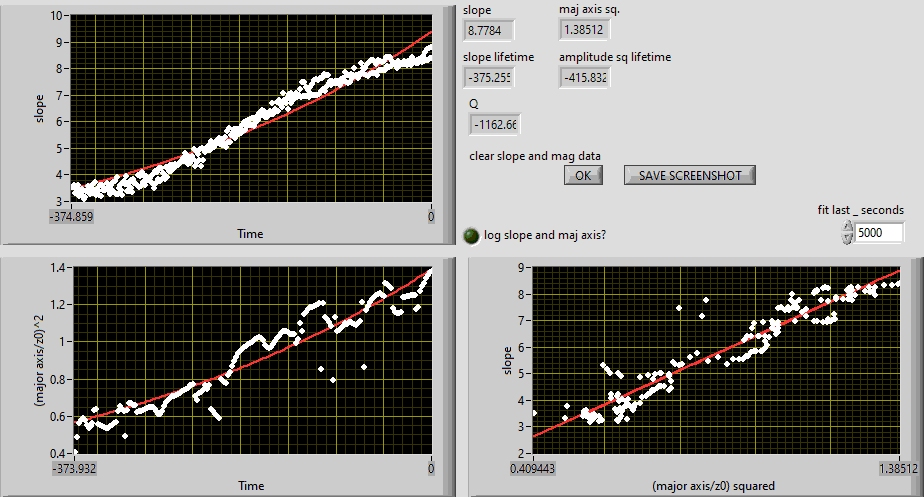 10
9
8
7
6
5
4
3
slope
-374.859
0
Time
slope
8.7784
maj axis sq.
1.38512
slope lifetime
-375.255
amplitude sq lifetime
-415.832
Q
-1162.66
clear slope and mag data
OK
SAVE SCREENSHOT
fit last _ seconds
5000
log slope and maj axis?
1.4
1.2
1
0.8
0.6
0.4
(major axis/z0)^2
-373.932
0
Time
9
8
7
6
5
4
3
2
slope
0.409443
1.38512
(major axis/z0) squared